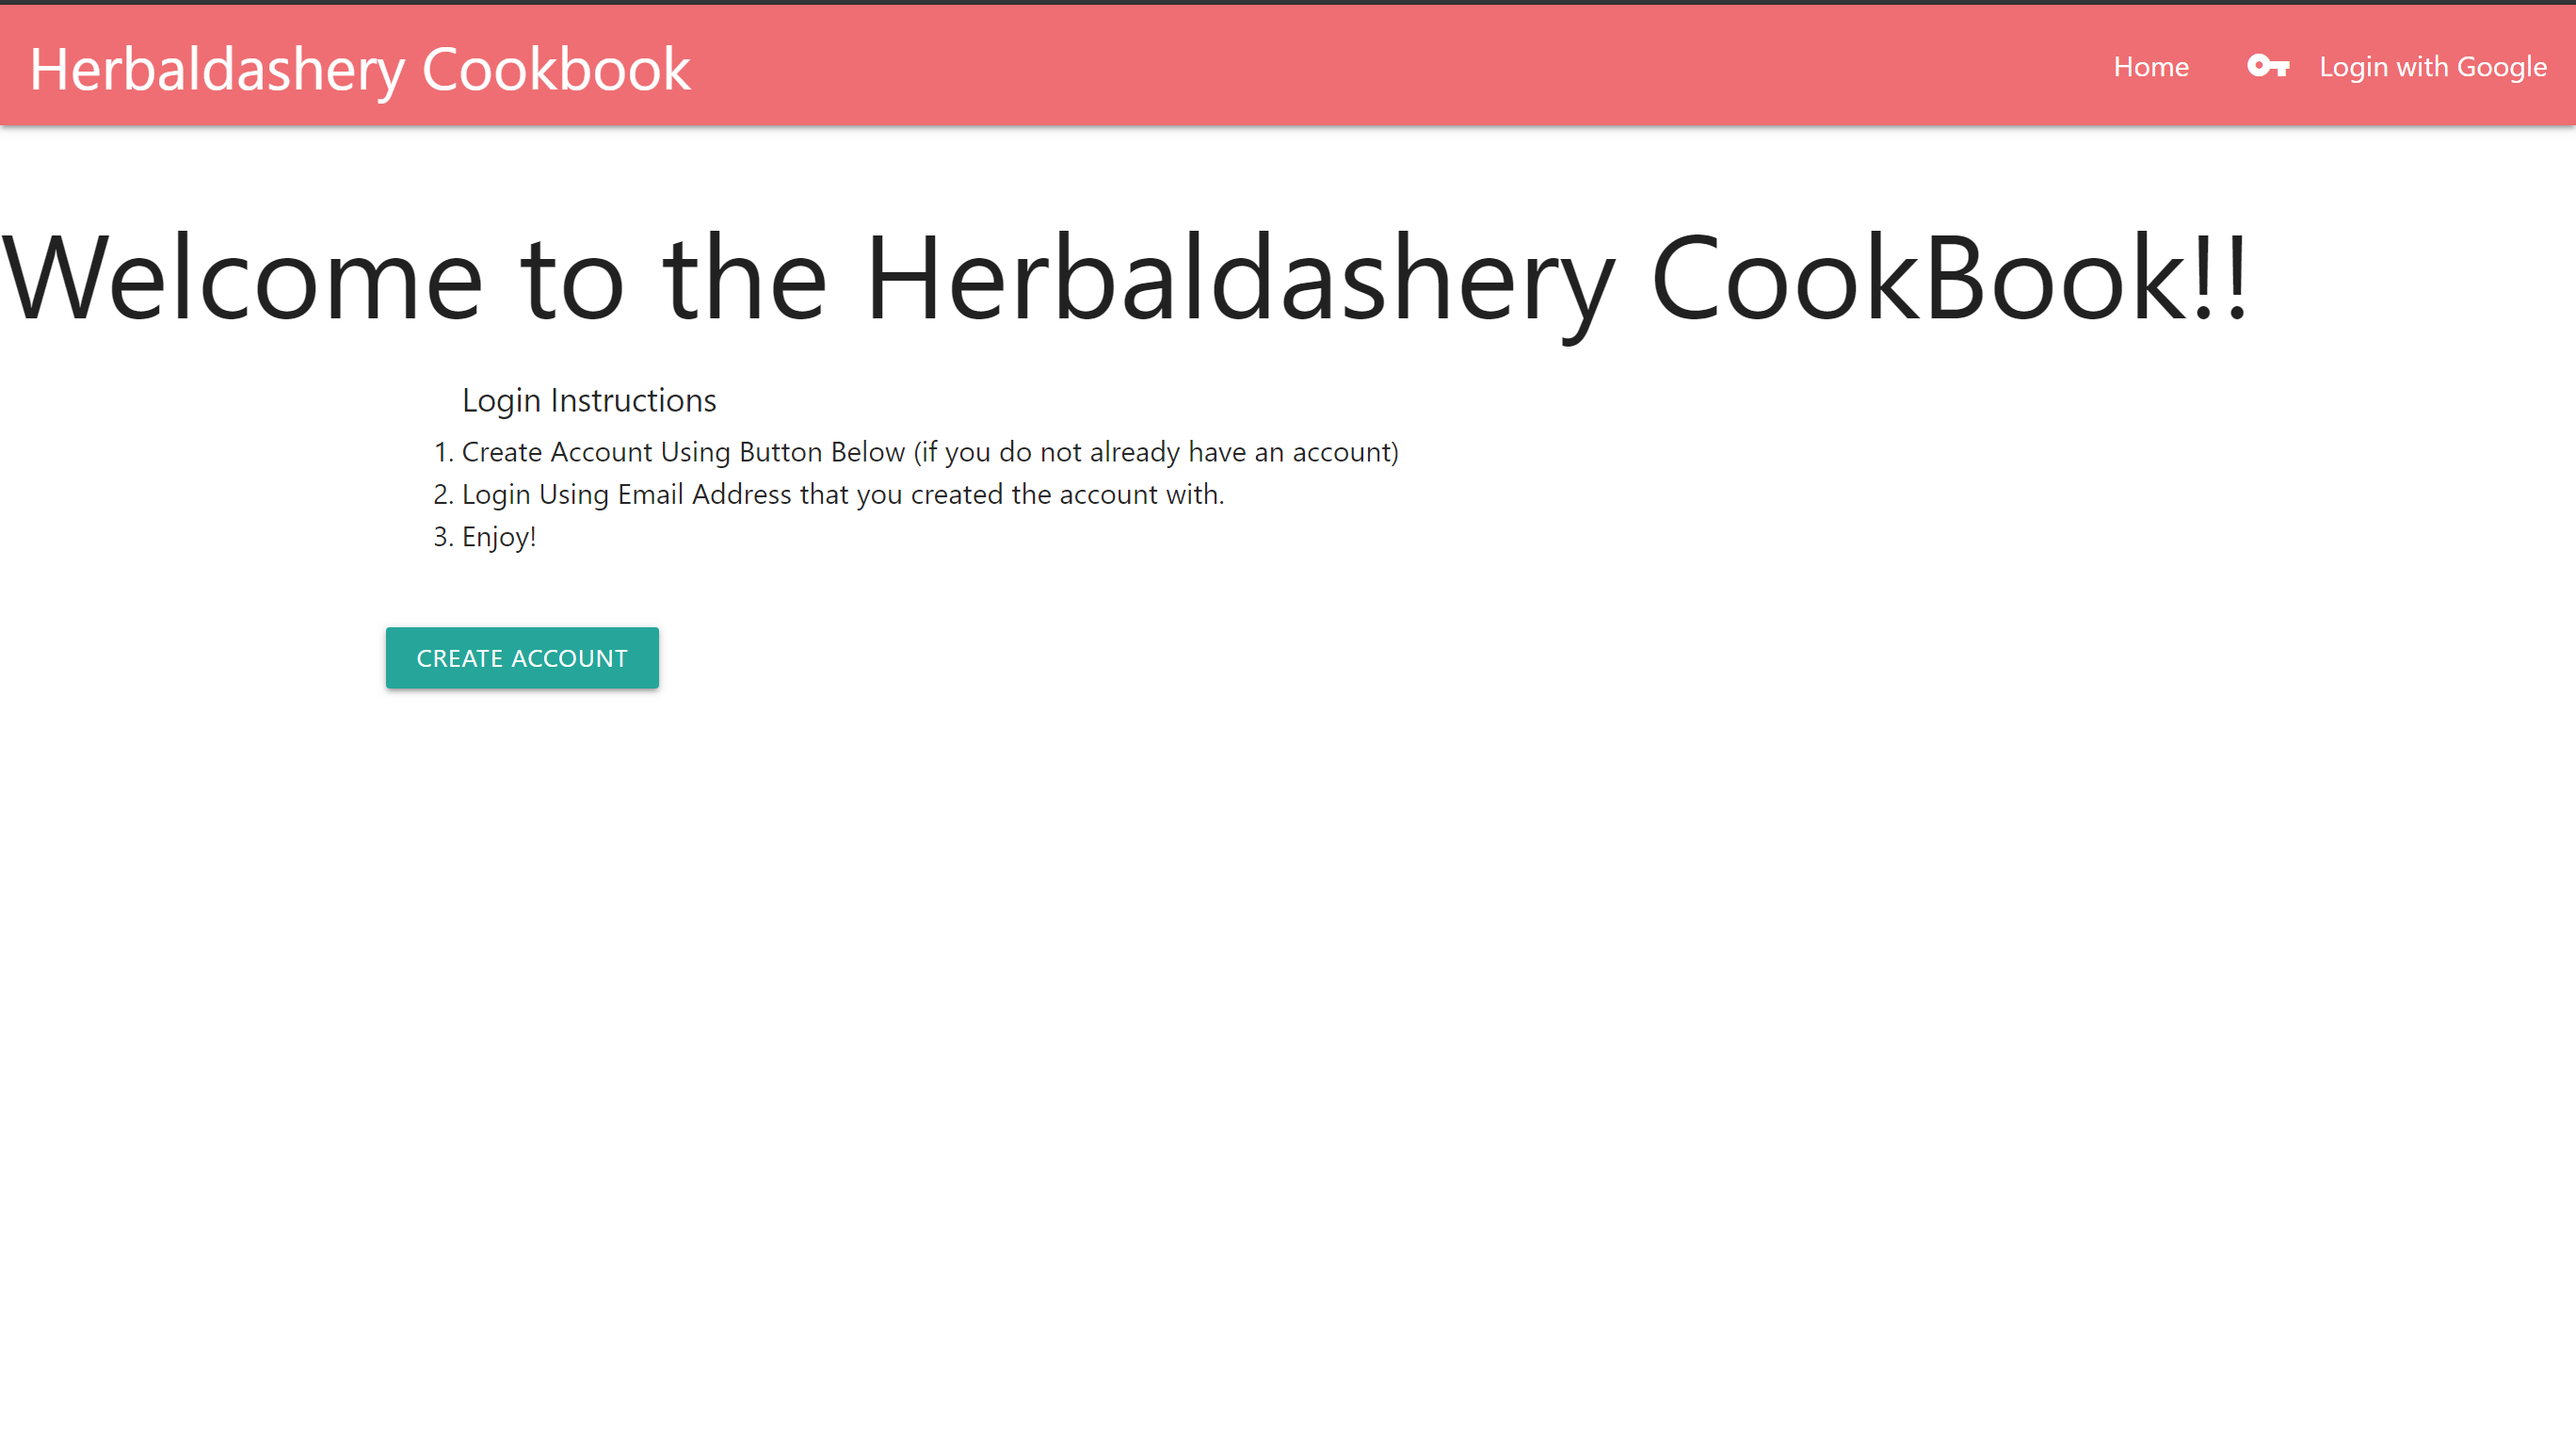 Herbaldashery Cookbook
Home
Login with Google
Welcome to the Herbaldashery CookBook!!
Login Instructions
1. Create Account Using Button Below (if you do not already have an account)
2. Login Using Email Address that you created the account with.
3. Enjoy!
CREATE ACCOUNT